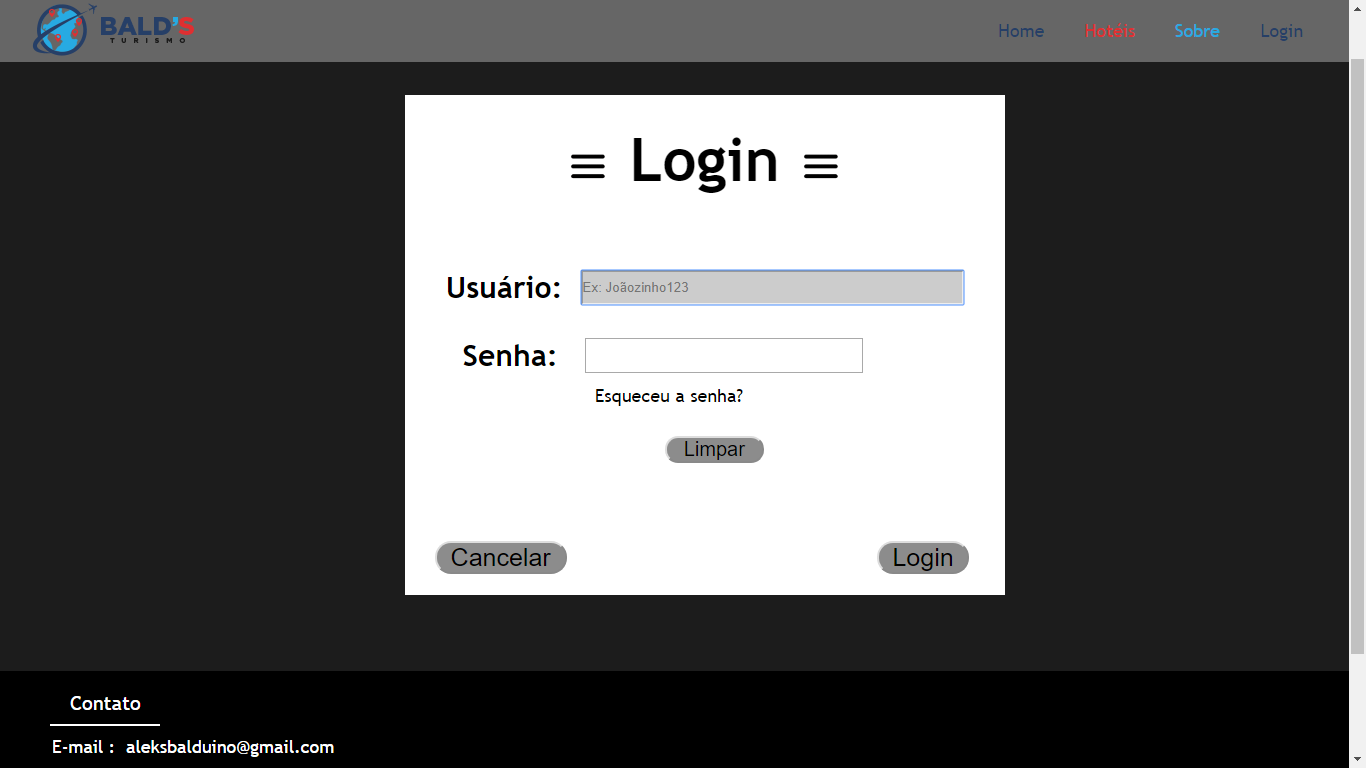 BALD'S
TURISMO
Home Hotéis Sobre Login
Login
Usuário: Ex: Joãozinho123
Senha:
Esqueceu a senha?
Limpar
Cancelar Login
Contato
E-mail : aleksbalduino@gmail.com